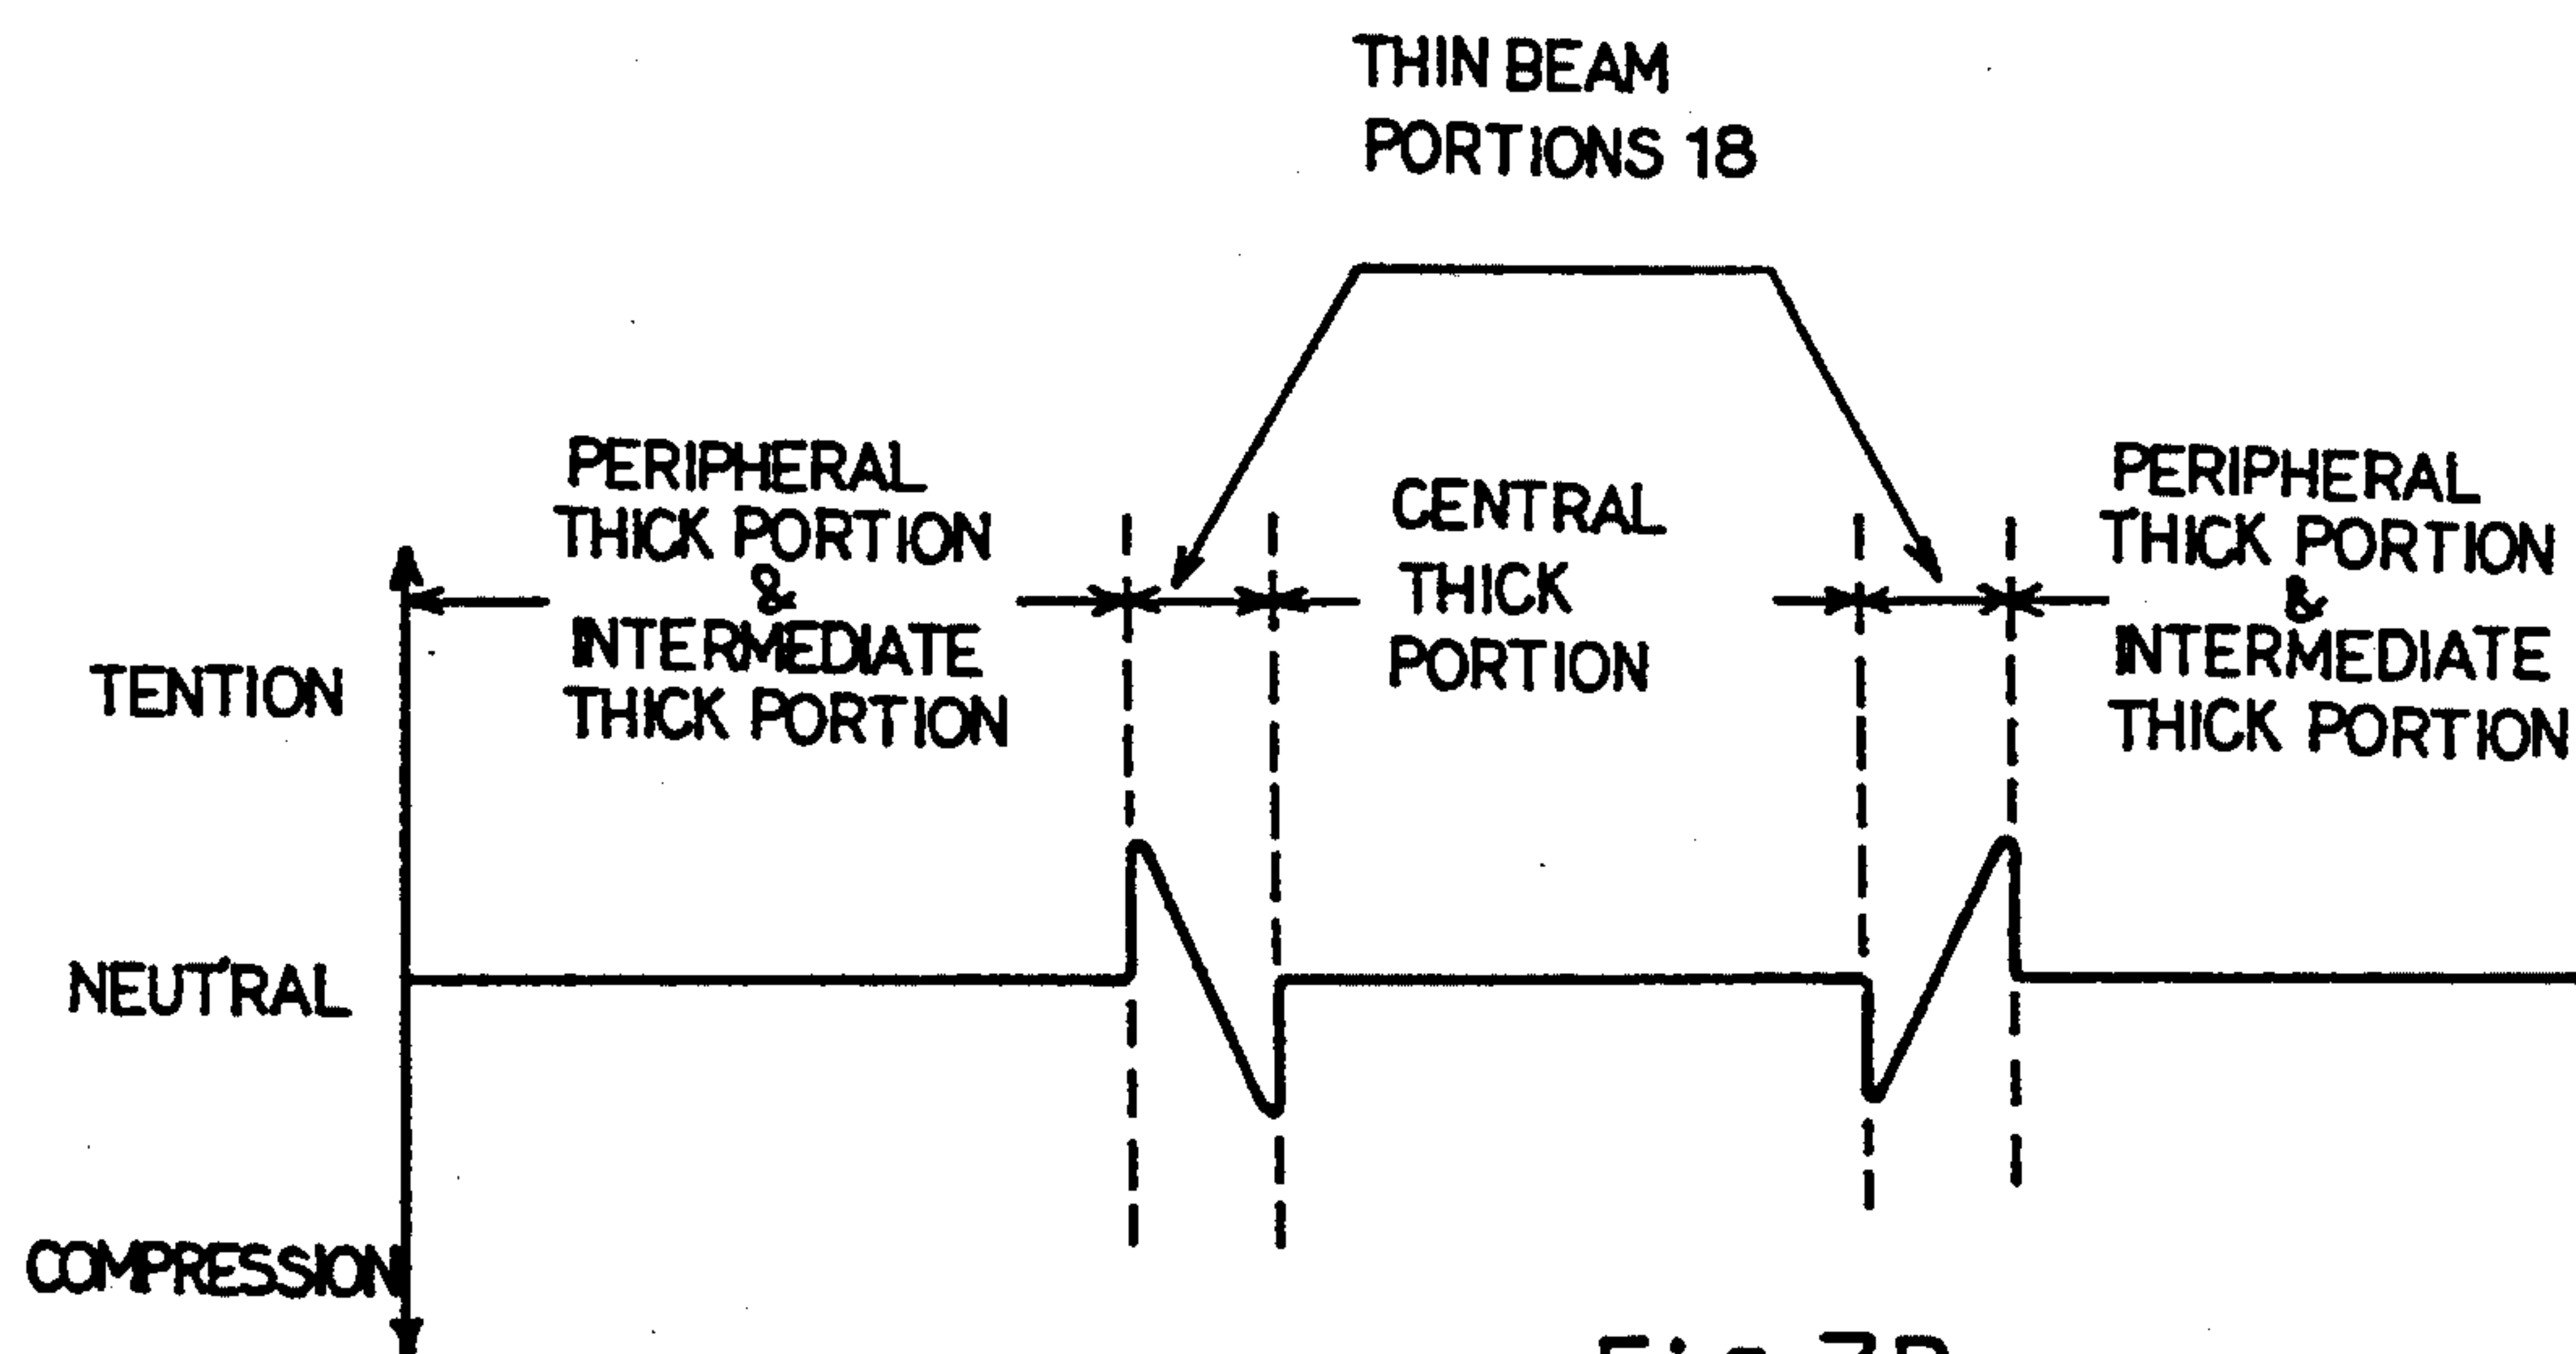 THIN BEAM
PORTIONS 18
PERIPHERAL
THICK PORTION
&
INTERMEDIATE
THICK PORTION
CENTRAL
THICK
PORTION
PERIPHERAL
THICK PORTION
&
INTERMEDIATE
THICK PORTION
TENTION
NEUTRAL
COMPRESSION